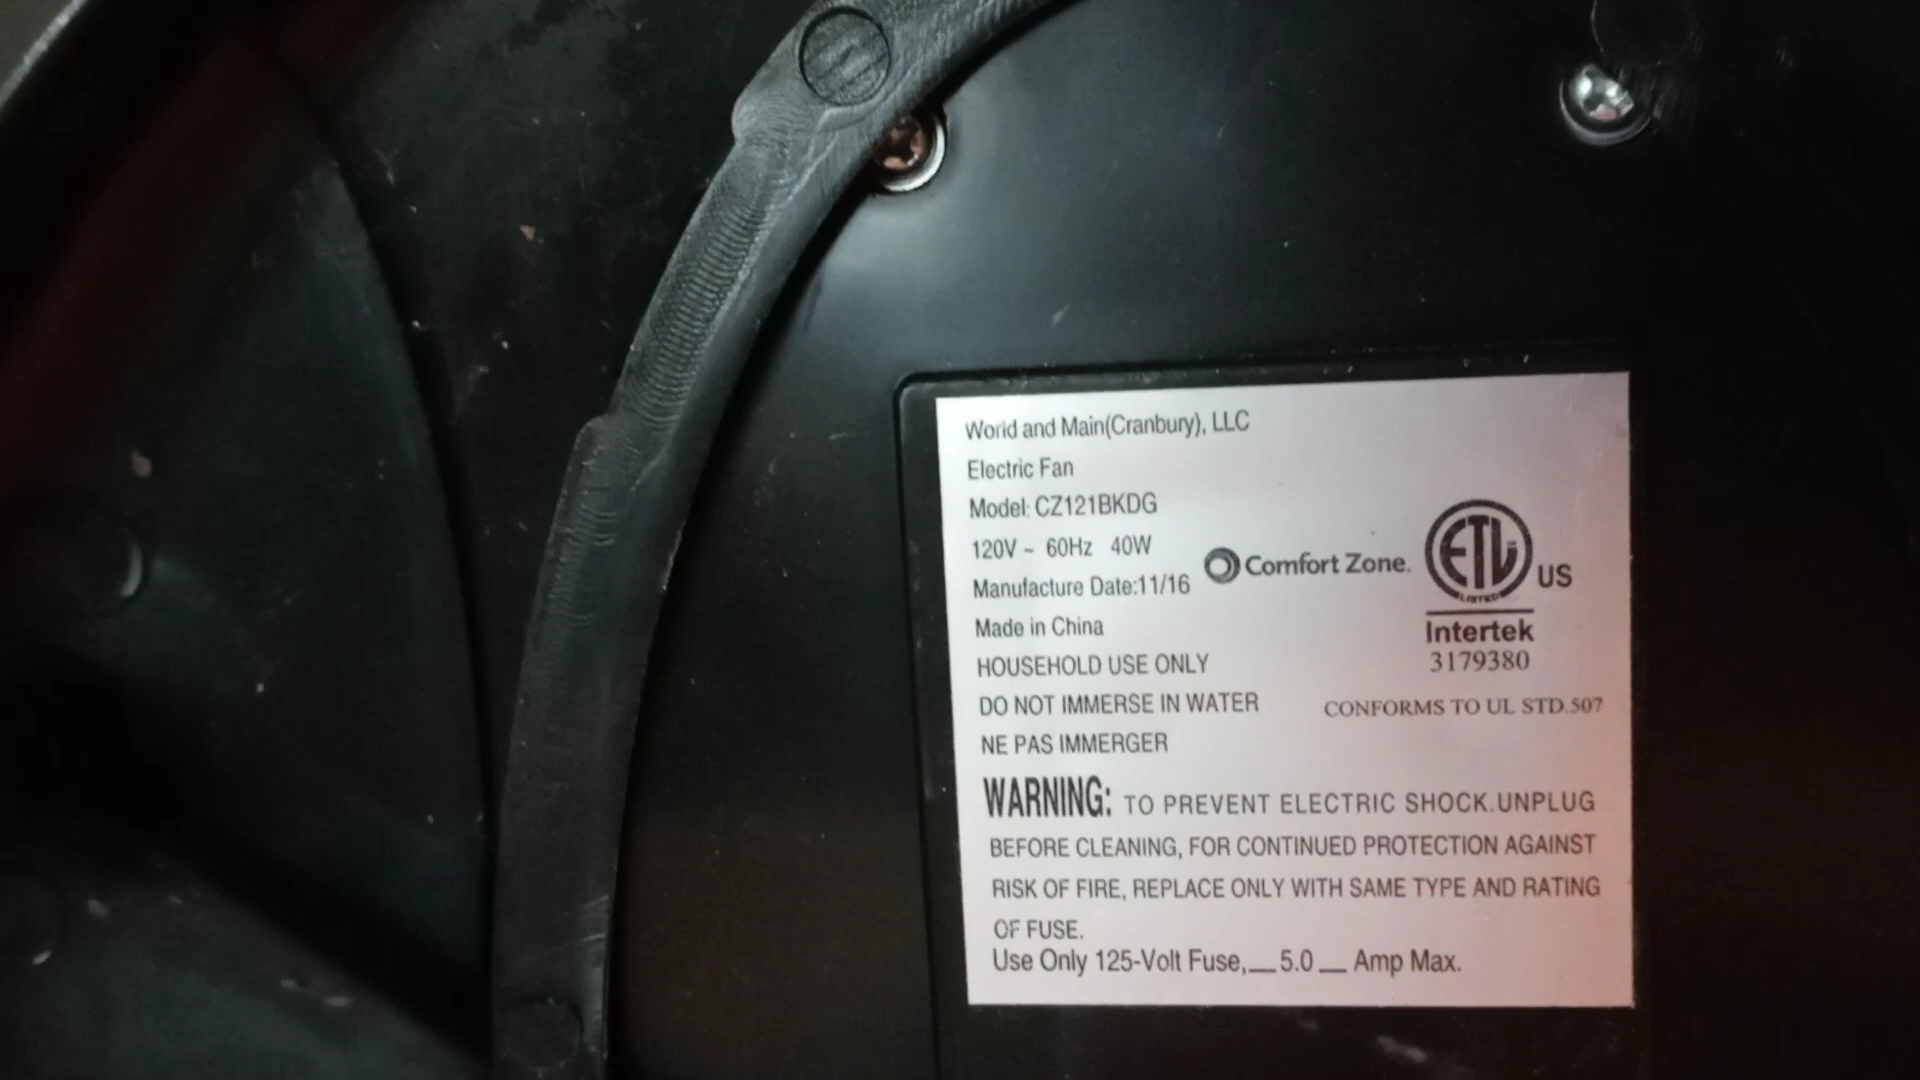 World and Main(Cranbury), LLC
Electric Fan
Model: CZ121BKDG
120V ~ 60Hz 40W
Manufacture Date:11/16
Made in China
HOUSEHOLD USE ONLY
DO NOT IMMERSE IN WATER
NE PAS IMMERGER
Comfort Zone.
ETL
LISTED
US
Intertek
3179380
CONFORMS TO UL STD.507
WARNING: TO PREVENT ELECTRIC SHOCK.UNPLUG
BEFORE CLEANING, FOR CONTINUED PROTECTION AGAINST
RISK OF FIRE, REPLACE ONLY WITH SAME TYPE AND RATING
OF FUSE.
Use Only 125-Volt Fuse,__5.0__ Amp Max.